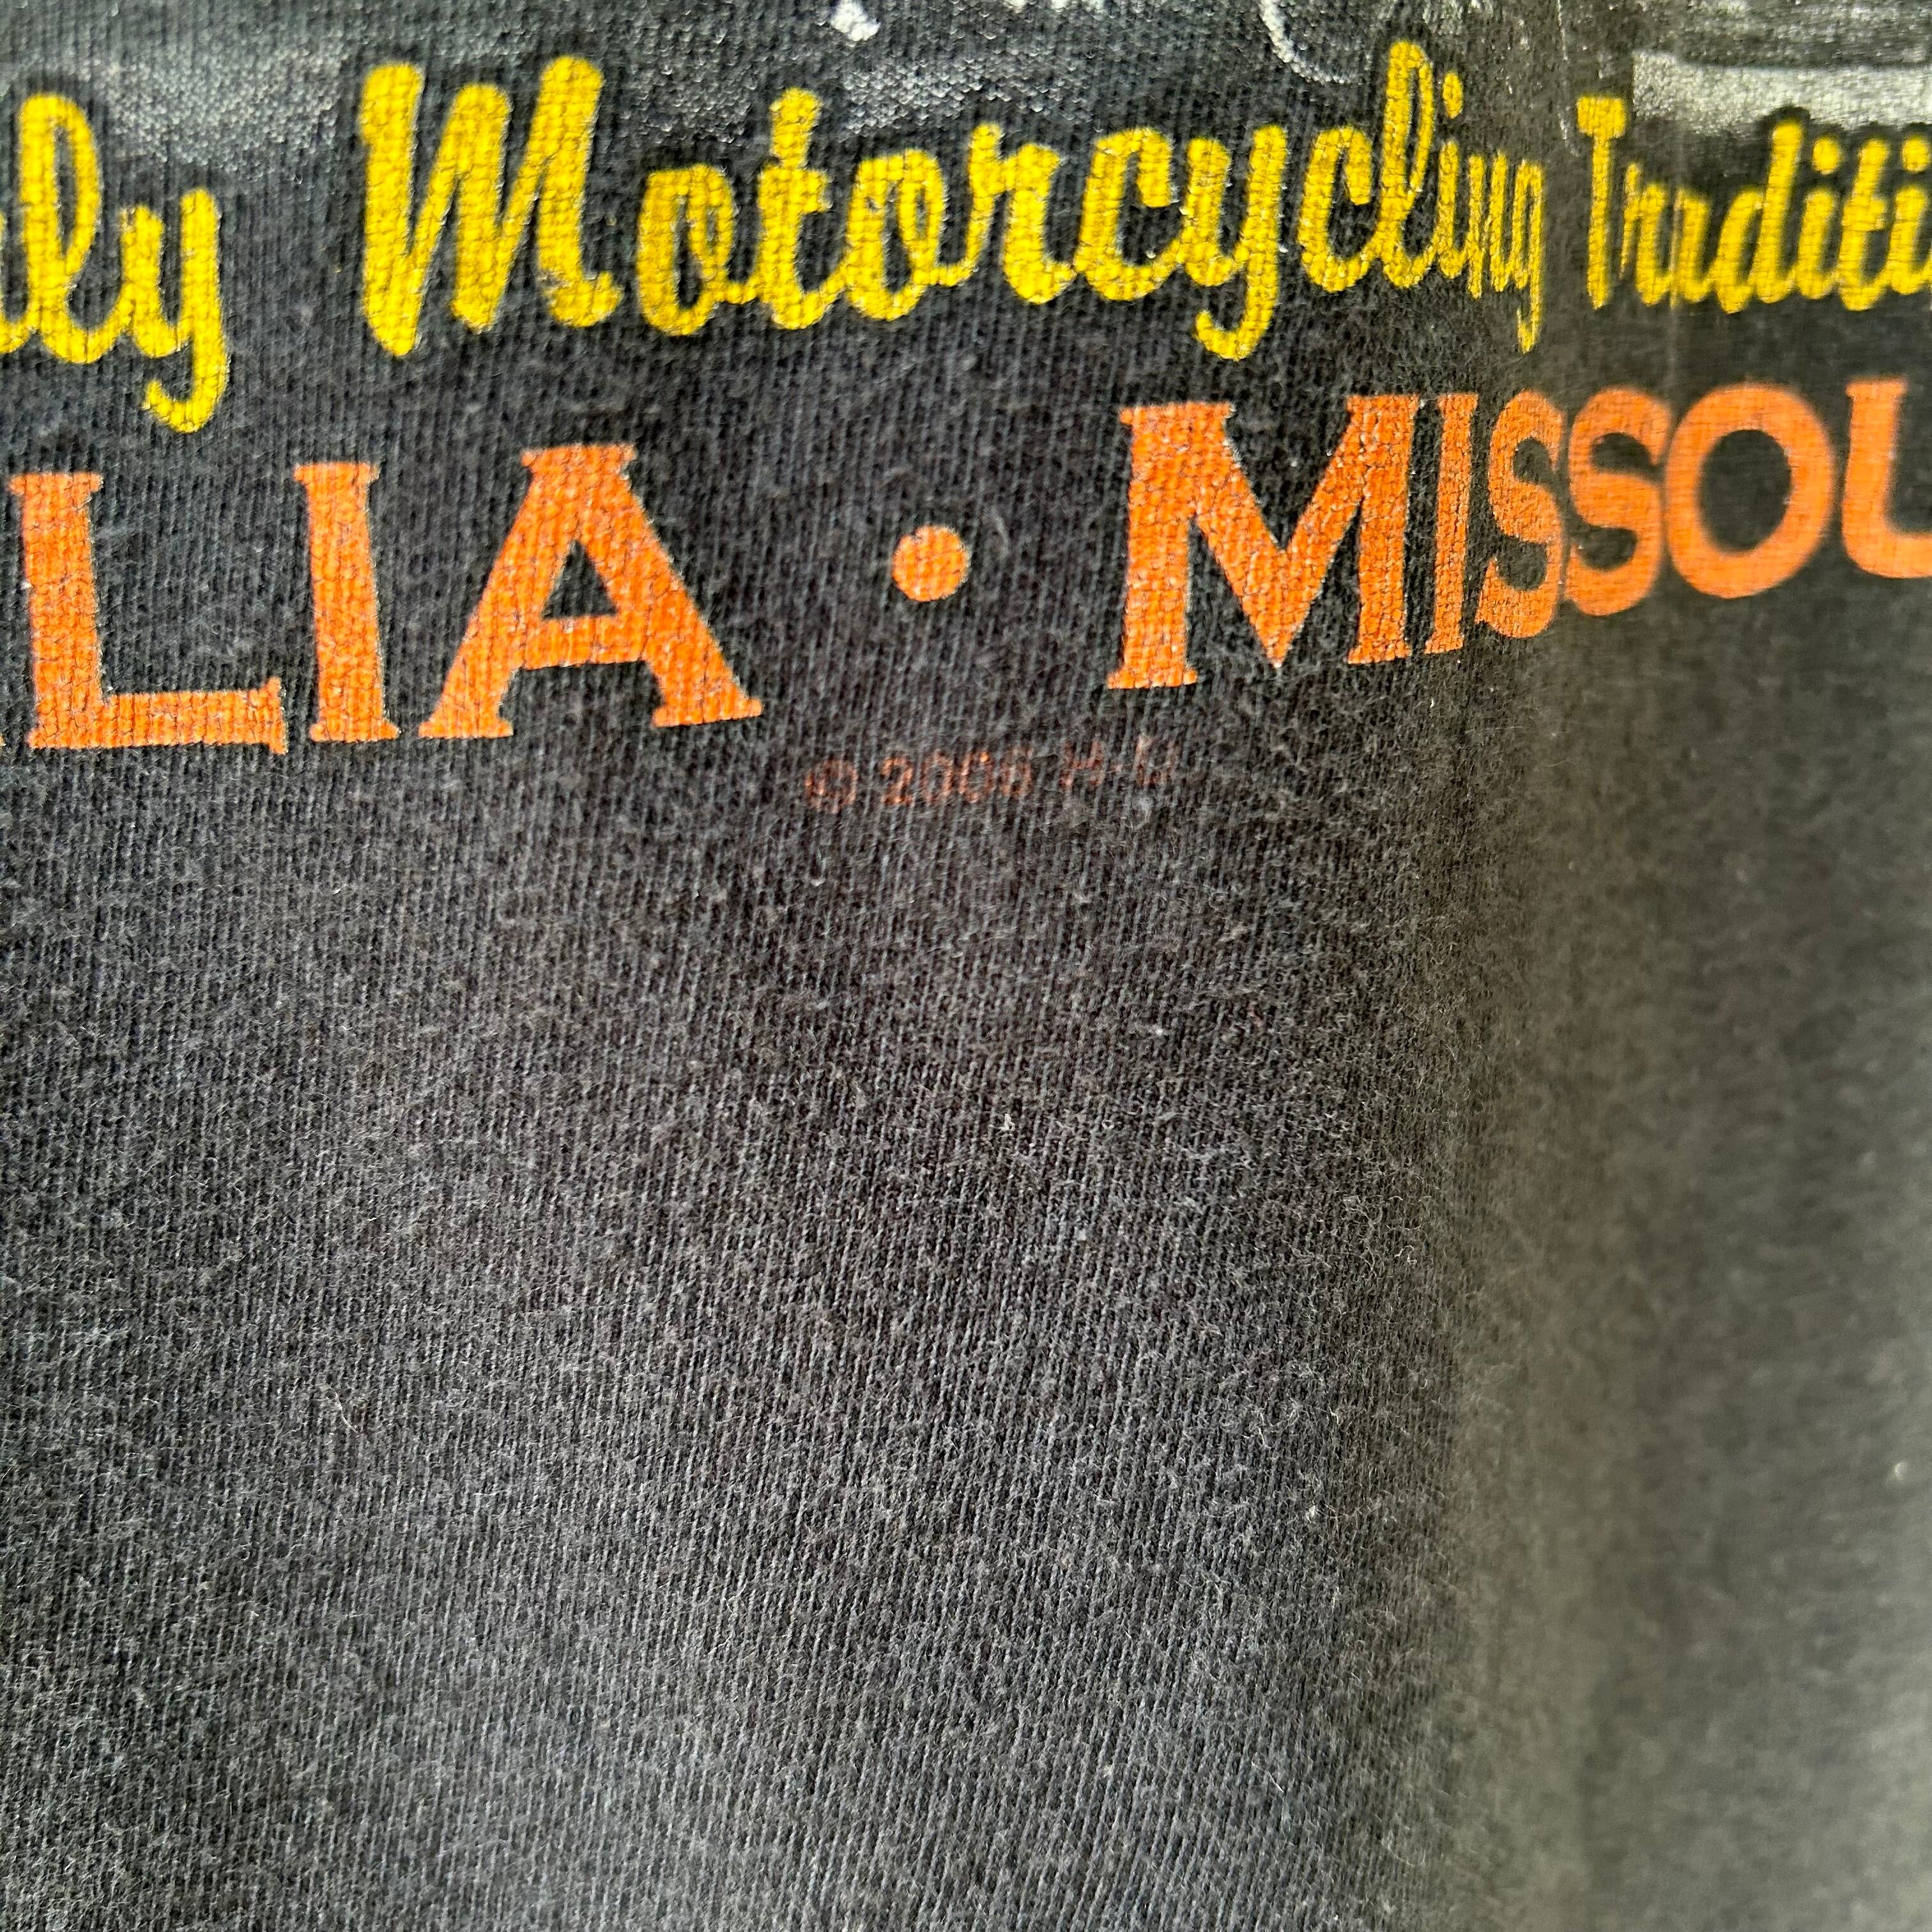 ly Motorcycling Traditi
LIA • MISSOU
© 2006 H-D